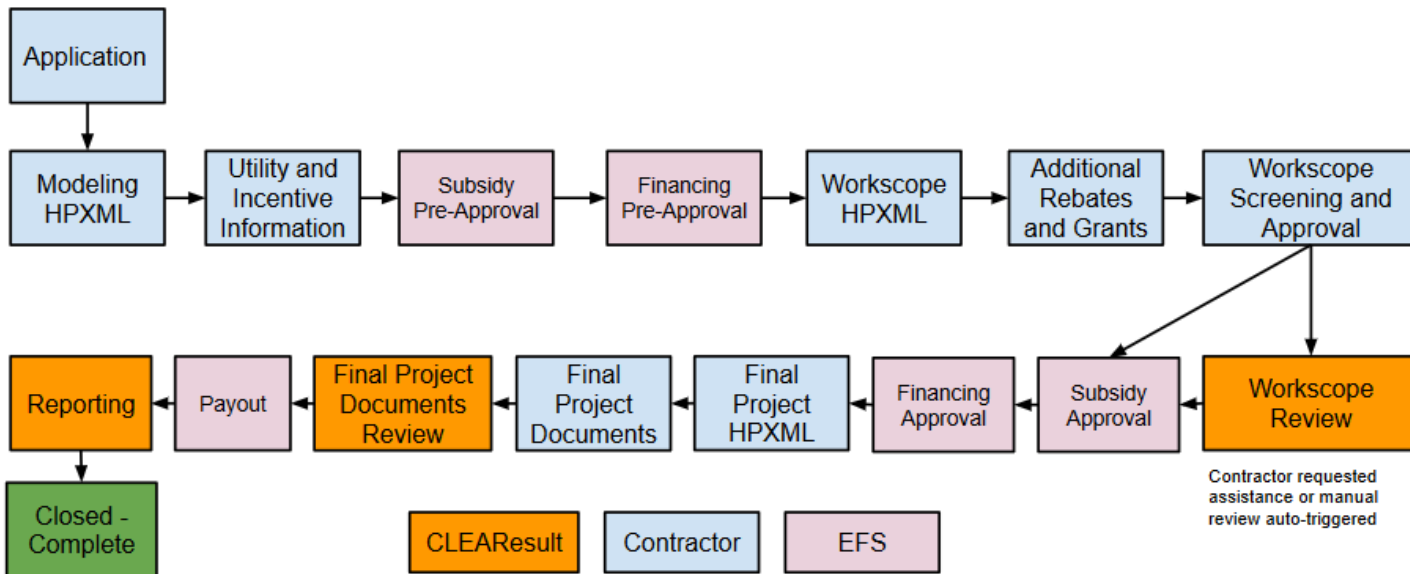 Application
Modeling
HPXML
Utility and
Incentive
Information
Subsidy
Pre-Approval
Financing
Pre-Approval
Workscope
HPXML
Additional
Rebates
and Grants
Workscope
Screening and
Approval
Reporting
Payout
Final Project
Documents
Review
Final
Project
Documents
Final
Project
HPXML
Financing
Approval
Subsidy
Approval
Workscope
Review
Contractor requested
assistance or manual
review auto-triggered
Closed -
Complete
CLEAResult
Contractor
EFS